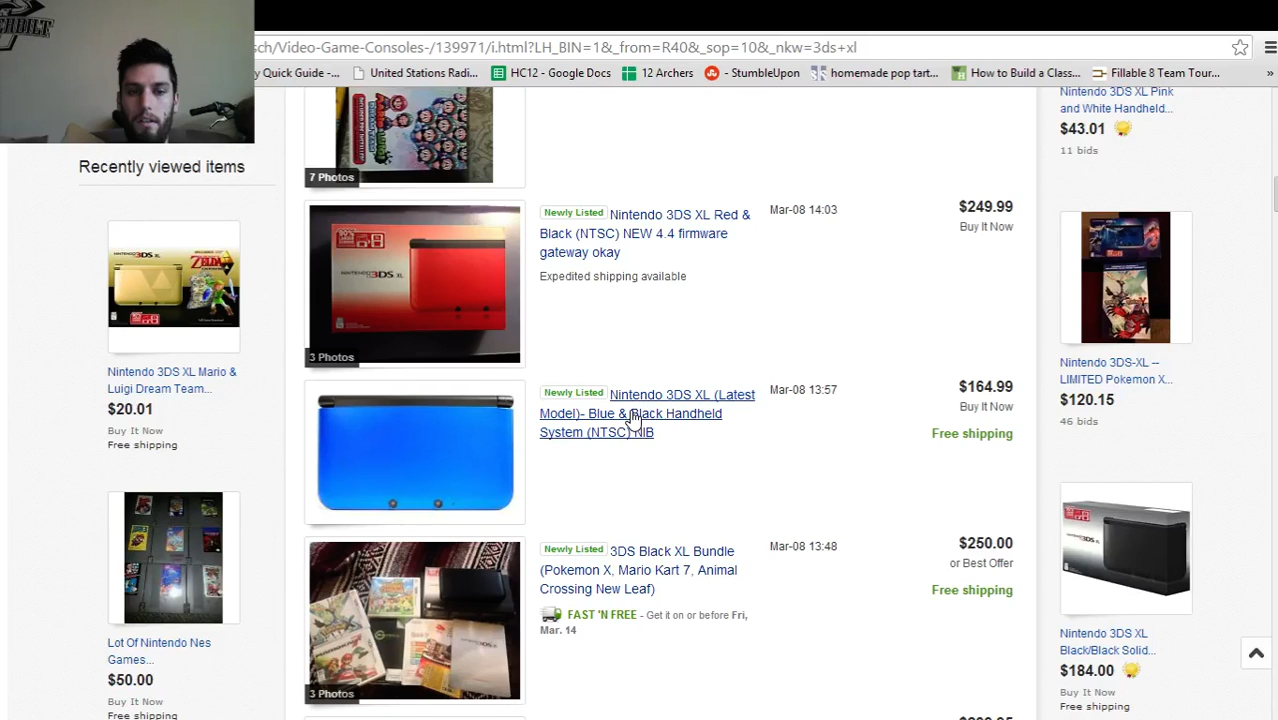 sch/Video-Game-Consoles-/139971/i.html?LH_BIN=1&_from=R40&_sop=10&_nkw=3ds+xl
y Quick Guide -...
United Stations Radi...
HC12 - Google Docs
12 Archers
- StumbleUpon
homemade pop tart...
How to Build a Class...
Fillable 8 Team Tour...
»
Recently viewed items
Nintendo 3DS XL Mario &
Luigi Dream Team...
$20.01
Buy It Now
Free shipping
Lot Of Nintendo Nes
Games...
$50.00
Buy It Now
Free shipping
7 Photos
3 Photos
Newly Listed Nintendo 3DS XL Red &
Black (NTSC) NEW 4.4 firmware
gateway okay
Expedited shipping available
Mar-08 14:03
$249.99
Buy It Now
Newly Listed Nintendo 3DS XL (Latest
Model)- Blue & Black Handheld
System (NTSC) NIB
Mar-08 13:57
$164.99
Buy It Now
Free shipping
3 Photos
Newly Listed 3DS Black XL Bundle
(Pokemon X, Mario Kart 7, Animal
Crossing New Leaf)
FAST 'N FREE - Get it on or before Fri,
Mar. 14
Mar-08 13:48
$250.00
or Best Offer
Free shipping
Nintendo 3DS XL Pink
and White Handheld...
$43.01
11 bids
Nintendo 3DS-XL --
LIMITED Pokemon X...
$120.15
46 bids
Nintendo 3DS XL
Black/Black Solid...
$184.00
Buy It Now
Free shipping